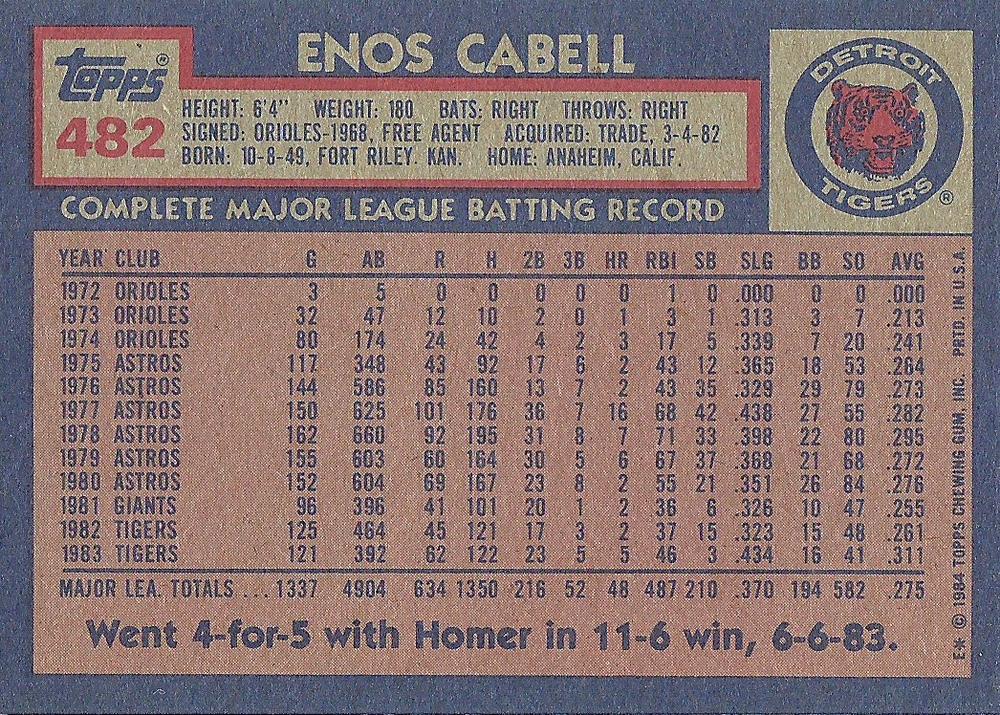 ENOS CABELL
TOPPS®
482
HEIGHT: 6'4" WEIGHT: 180 BATS: RIGHT THROWS: RIGHT
SIGNED: ORIOLES-1968, FREE AGENT ACQUIRED: TRADE, 3-4-82
BORN: 10-8-49, FORT RILEY. KAN. HOME: ANAHEIM, CALIF.
DETROIT
TIGERS®
COMPLETE MAJOR LEAGUE BATTING RECORD
YEAR CLUB G AB R H 2B 3B HR RBI SB SLG BB SO AVG
1972 ORIOLES 3 5 0 0 0 0 0 1 0 .000 0 0 .000
1973 ORIOLES 32 47 12 10 2 0 1 3 1 .313 3 7 .213
1974 ORIOLES 80 174 24 42 4 2 3 17 5 .339 7 20 .241
1975 ASTROS 117 348 43 92 17 6 2 43 12 .365 18 53 .264
1976 ASTROS 144 586 85 160 13 7 2 43 35 .329 29 79 .273
1977 ASTROS 150 625 101 176 36 7 16 68 42 .438 27 55 .282
1978 ASTROS 162 660 92 195 31 8 7 71 33 .398 22 80 .295
1979 ASTROS 155 603 60 164 30 5 6 67 37 .368 21 68 .272
1980 ASTROS 152 604 69 167 23 8 2 55 21 .351 26 84 .276
1981 GIANTS 96 396 41 101 20 1 2 36 6 .326 10 47 .255
1982 TIGERS 125 464 45 121 17 3 2 37 15 .323 15 48 .261
1983 TIGERS 121 392 62 122 23 5 5 46 3 .434 16 41 .311
MAJOR LEA. TOTALS ... 1337 4904 634 1350 216 52 48 487 210 .370 194 582 .275
Went 4-for-5 with Homer in 11-6 win, 6-6-83.
E* © 1984 TOPPS CHEWING GUM, INC. PRTD. IN U.S.A.